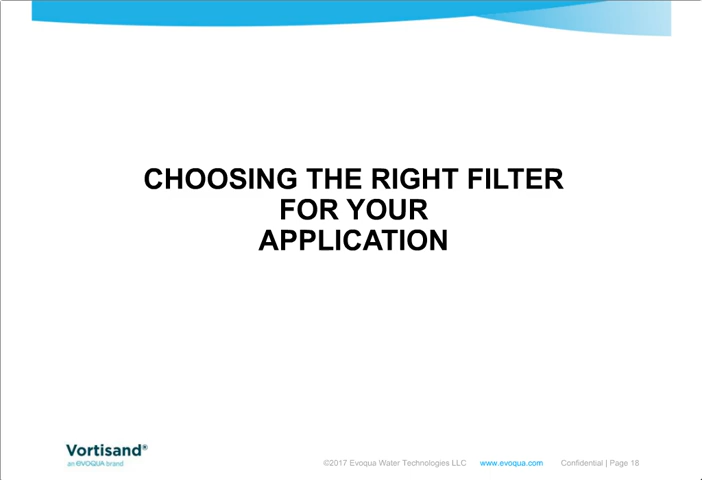 CHOOSING THE RIGHT FILTER
FOR YOUR
APPLICATION
Vortisand®
an evoqua brand
©2017 Evoqua Water Technologies LLC www.evoqua.com Confidential | Page 18